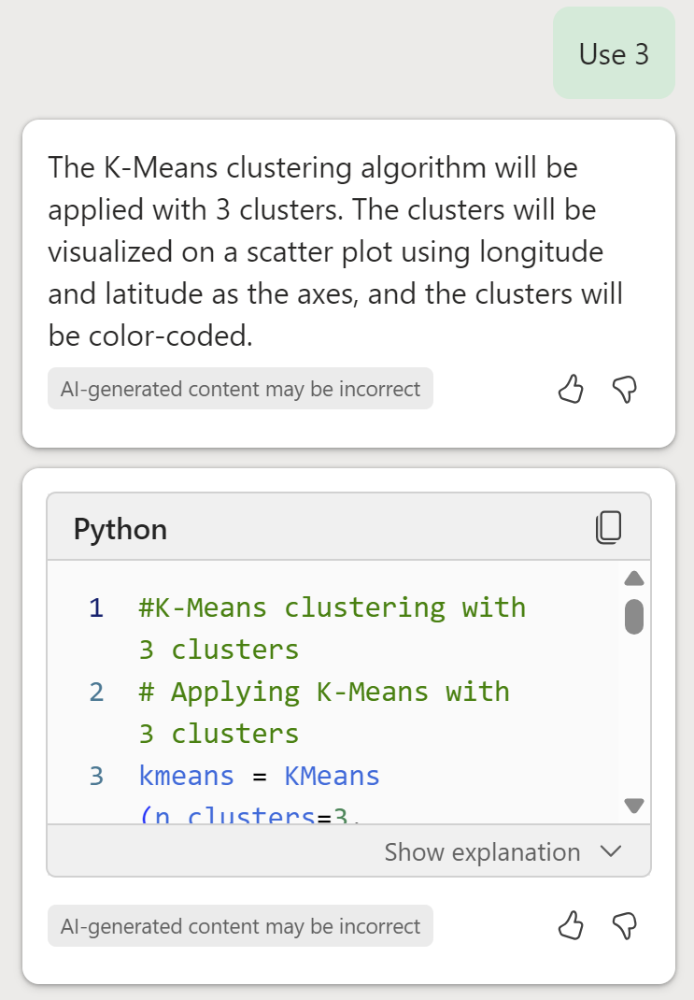 Use 3
The K-Means clustering algorithm will be
applied with 3 clusters. The clusters will be
visualized on a scatter plot using longitude
and latitude as the axes, and the clusters will
be color-coded.
AI-generated content may be incorrect
Python
1 #K-Means clustering with
3 clusters
2 # Applying K-Means with
3 clusters
3 kmeans = KMeans
(n_clusters=3,
Show explanation
AI-generated content may be incorrect